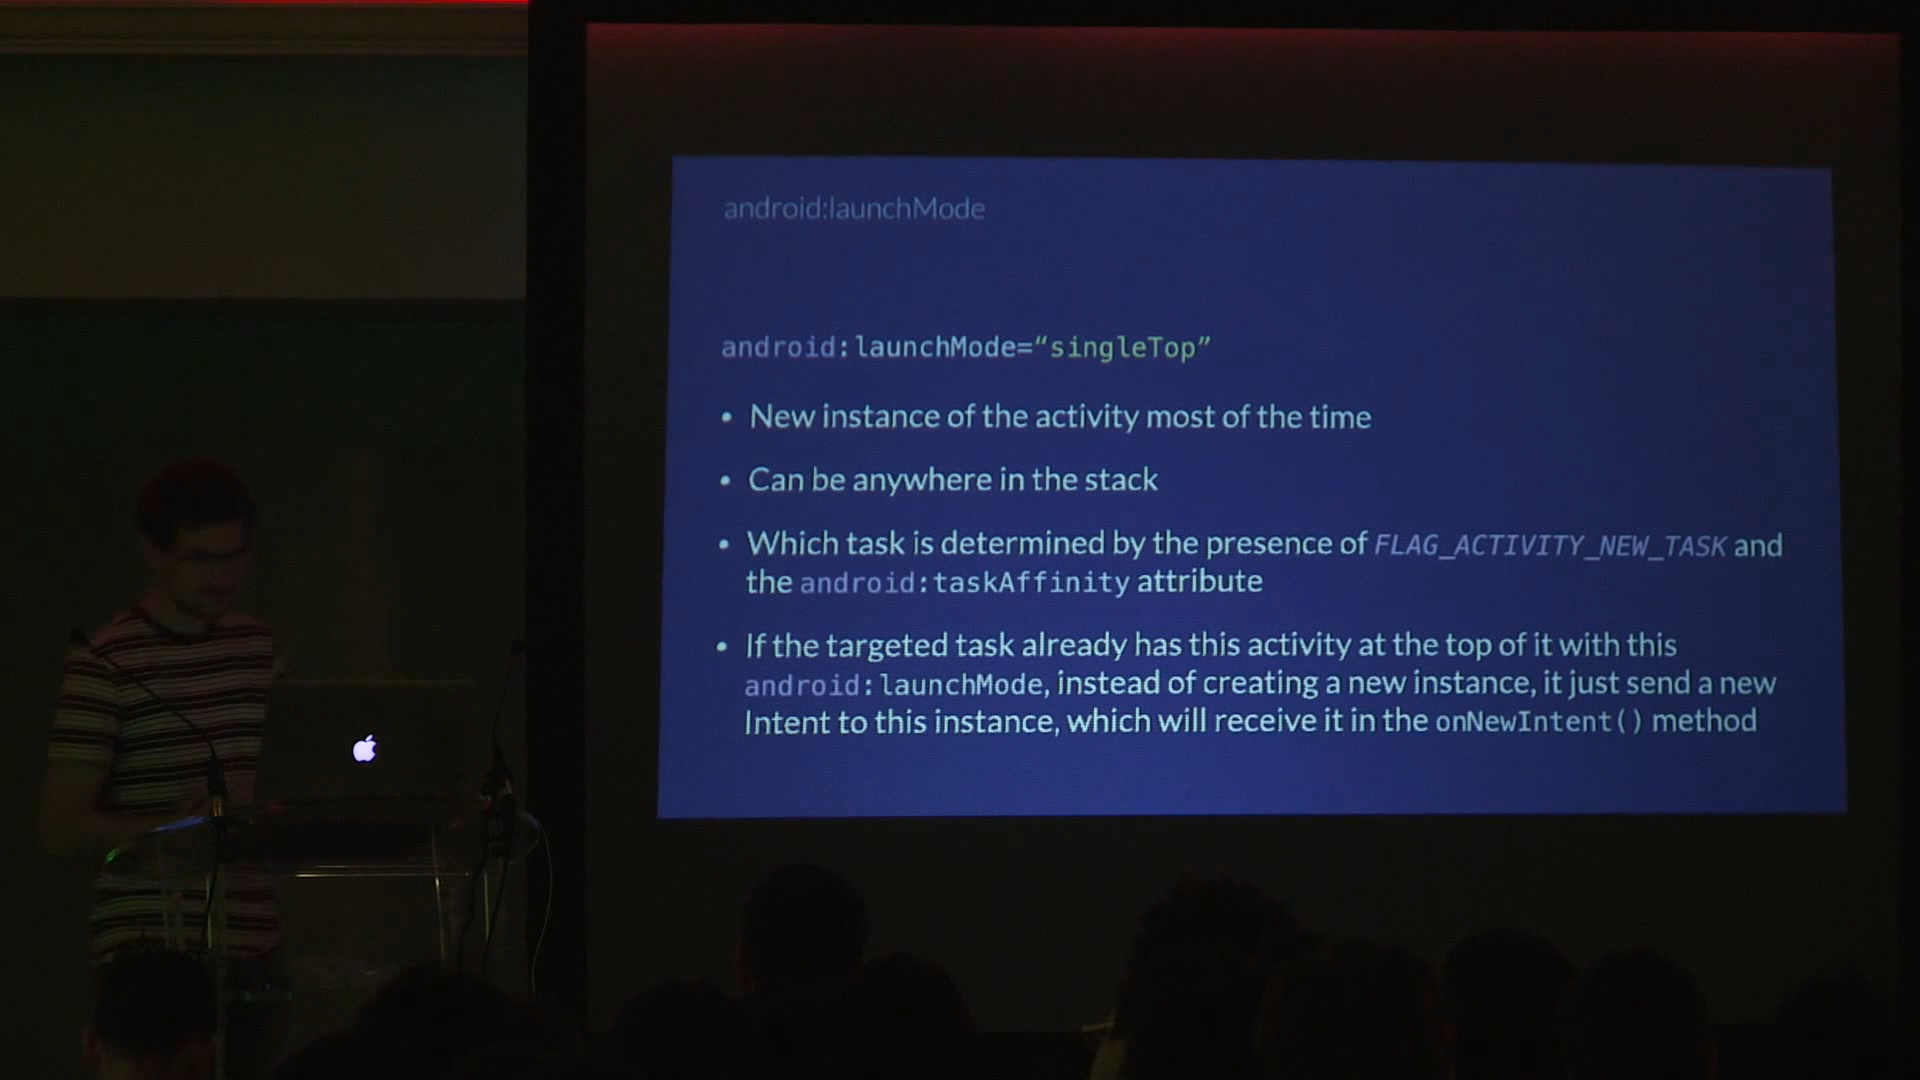 android:launchMode
android:launchMode=“singleTop”
• New instance of the activity most of the time
• Can be anywhere in the stack
• Which task is determined by the presence of FLAG_ACTIVITY_NEW_TASK and
the android:taskAffinity attribute
• If the targeted task already has this activity at the top of it with this
android:launchMode, instead of creating a new instance, it just send a new
Intent to this instance, which will receive it in the onNewIntent() method